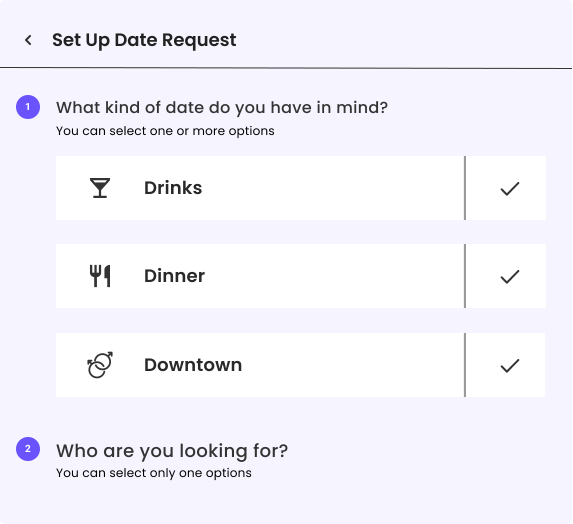 Set Up Date Request
1
What kind of date do you have in mind?
You can select one or more options
Drinks
Dinner
Downtown
2
Who are you looking for?
You can select only one options